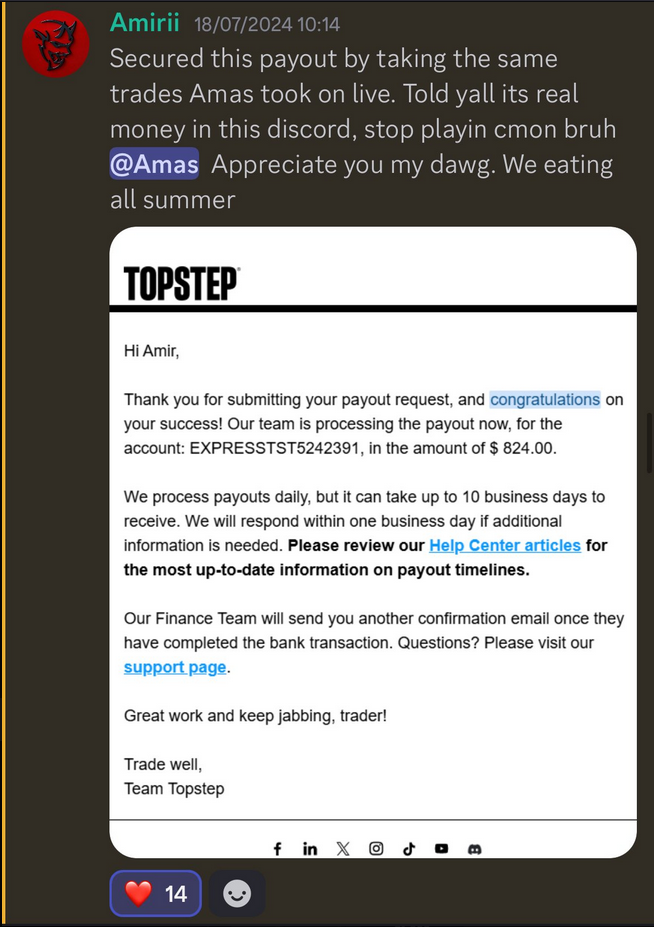 Amirii 18/07/2024 10:14
Secured this payout by taking the same
trades Amas took on live. Told yall its real
money in this discord, stop playin cmon bruh
@Amas Appreciate you my dawg. We eating
all summer
TOPSTEP
Hi Amir,
Thank you for submitting your payout request, and congratulations on
your success! Our team is processing the payout now, for the
account: EXPRESSTST5242391, in the amount of $ 824.00.
We process payouts daily, but it can take up to 10 business days to
receive. We will respond within one business day if additional
information is needed. Please review our Help Center articles for
the most up-to-date information on payout timelines.
Our Finance Team will send you another confirmation email once they
have completed the bank transaction. Questions? Please visit our
support page.
Great work and keep jabbing, trader!
Trade well,
Team Topstep
14